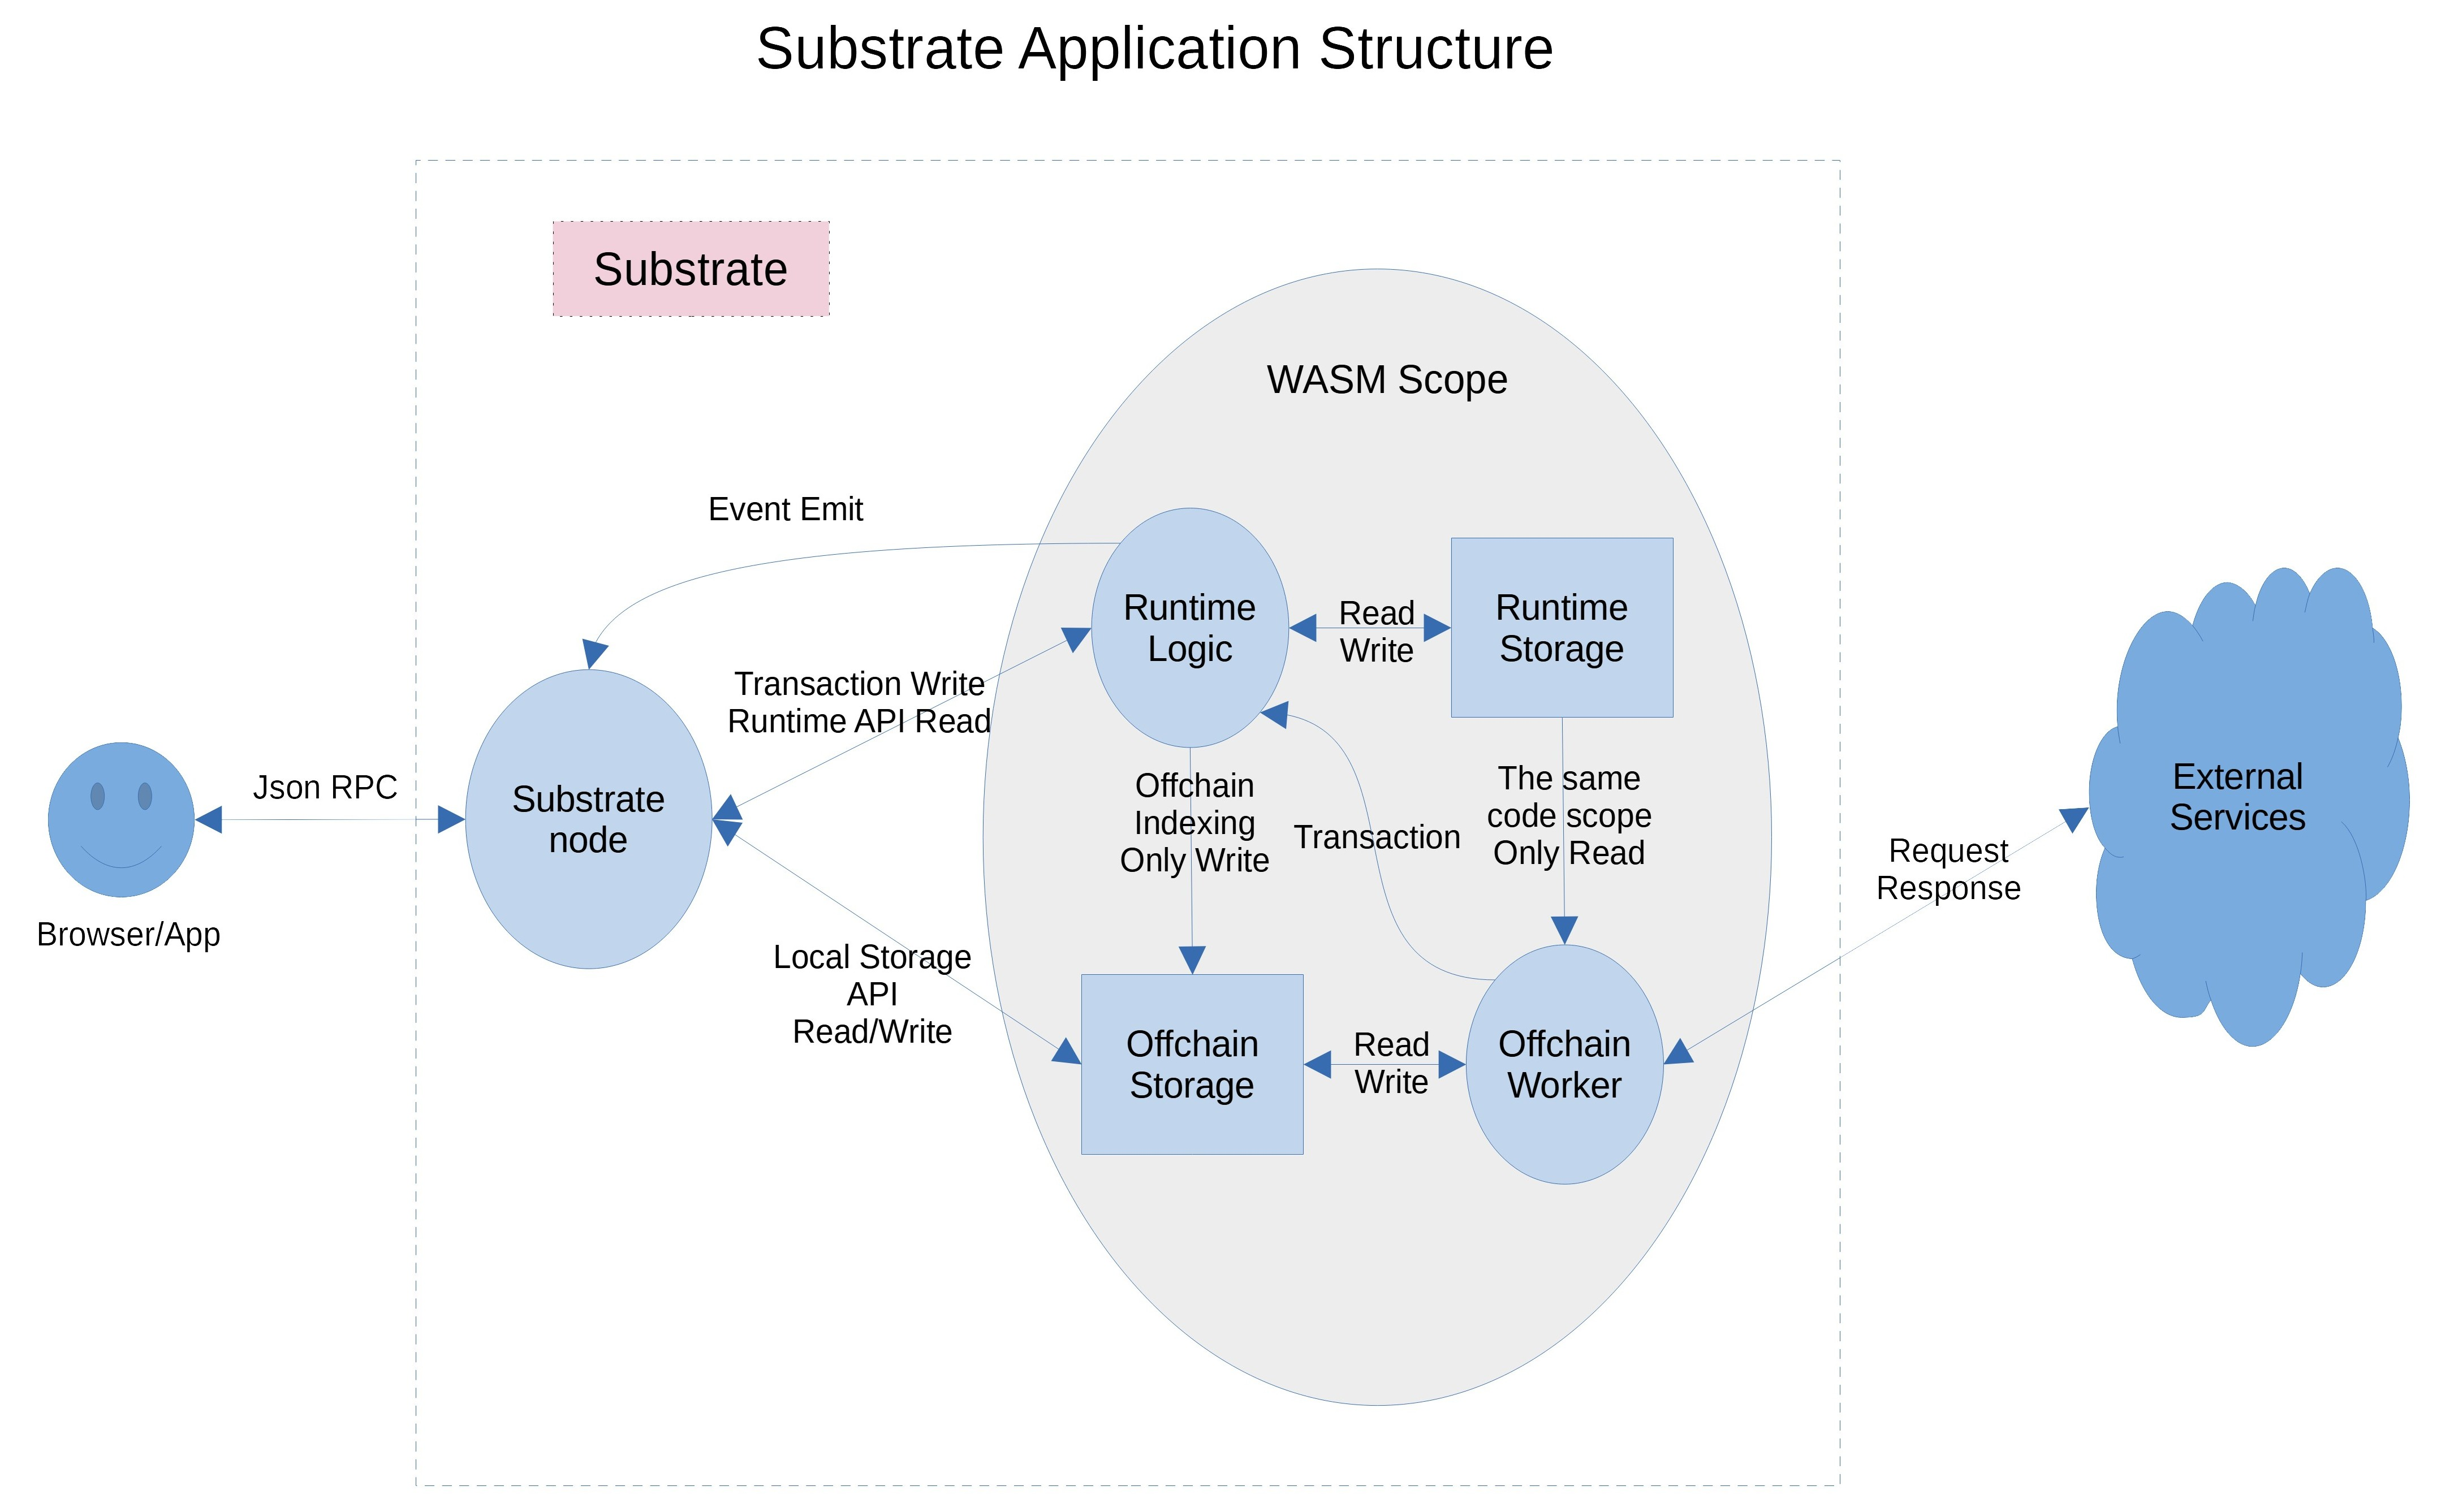 Substrate Application Structure
Substrate
WASM Scope
Event Emit
Runtime
Logic
Read
Write
Runtime
Storage
Transaction Write
Runtime API Read
Json RPC
Browser/App
Substrate
node
Offchain
Indexing
Only Write
Transaction
The same
code scope
Only Read
External
Services
Request
Response
Local Storage
API
Read/Write
Offchain
Storage
Read
Write
Offchain
Worker